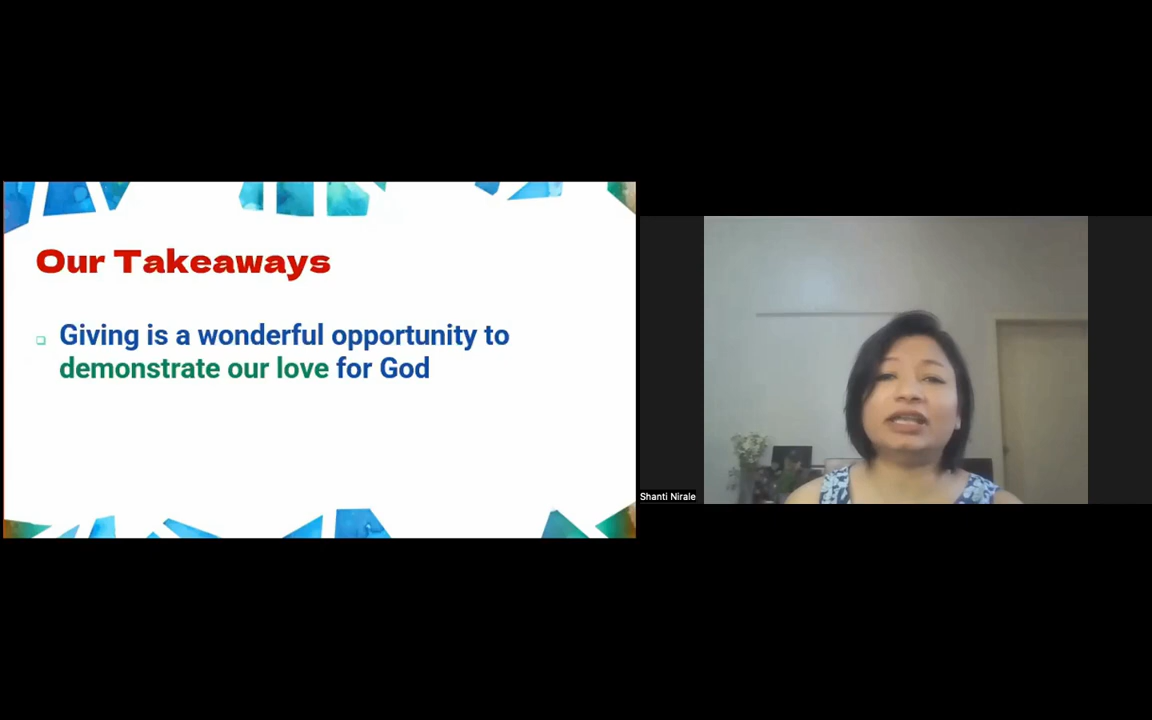 Our Takeaways
Giving is a wonderful opportunity to
demonstrate our love for God
Shanti Nirale